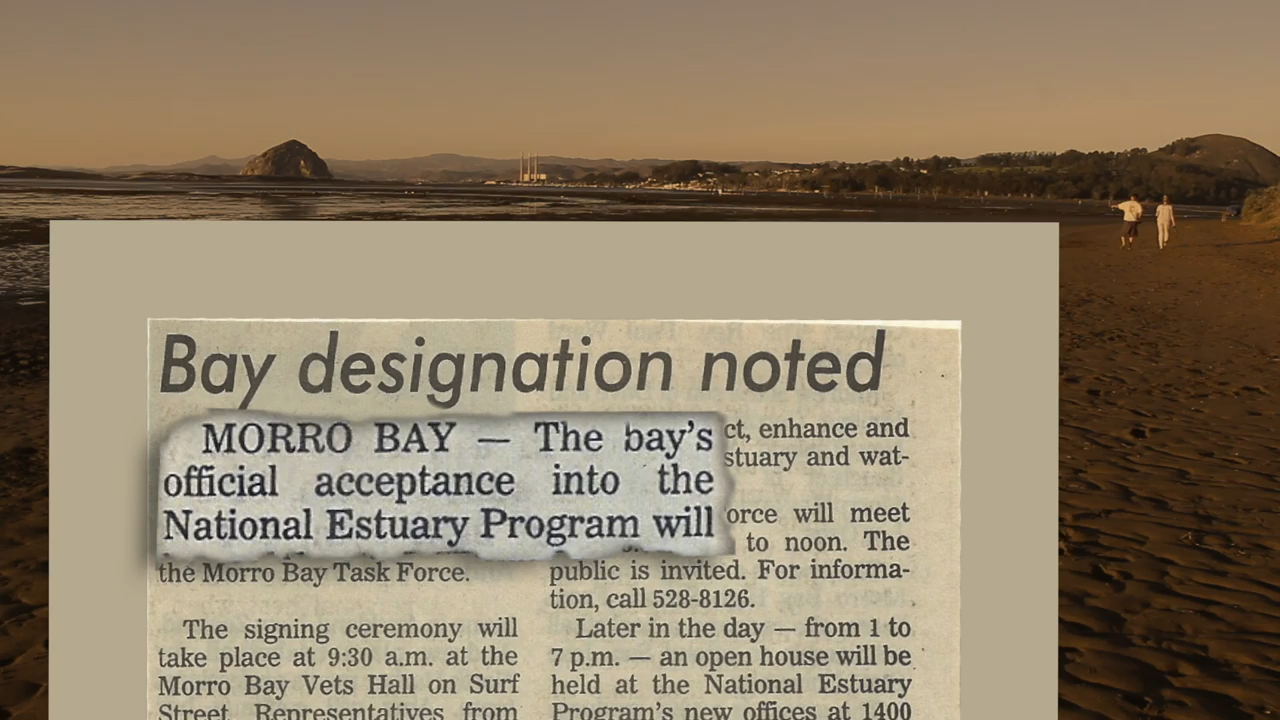 Bay designation noted
MORRO BAY — The bay's
official acceptance into the
National Estuary Program will
the Morro Bay Task Force.
The signing ceremony will
take place at 9:30 a.m. at the
Morro Bay Vets Hall on Surf
Street. Representatives from
ct, enhance and
stuary and wat-
orce will meet
to noon. The
public is invited. For informa-
tion, call 528-8126.
Later in the day — from 1 to
7 p.m. — an open house will be
held at the National Estuary
Program's new offices at 1400